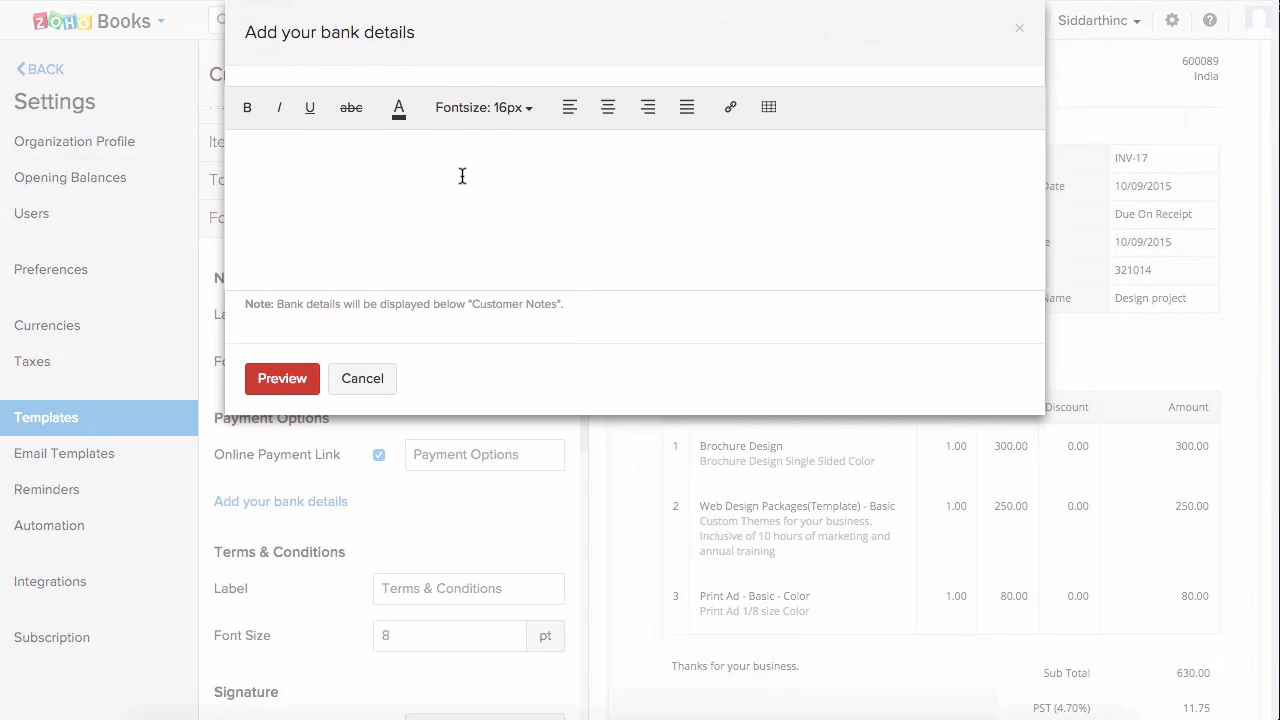 ZOHO Books
Siddarthinc
Add your bank details
×
BACK
Settings
Organization Profile
Opening Balances
Users
Preferences
Currencies
Taxes
Templates
Email Templates
Reminders
Automation
Integrations
Subscription
B I U abc A Fontsize: 16px
Note: Bank details will be displayed below "Customer Notes".
Preview Cancel
Payment Options
Online Payment Link Payment Options
Add your bank details
Terms & Conditions
Label Terms & Conditions
Font Size 8 pt
Signature
600089
India
INV-17
Date 10/09/2015
Due On Receipt
10/09/2015
321014
Name Design project
Discount Amount
1 Brochure Design 1.00 300.00 0.00 300.00
Brochure Design Single Sided Color
2 Web Design Packages(Template) - Basic 1.00 250.00 0.00 250.00
Custom Themes for your business.
Inclusive of 10 hours of marketing and
annual training
3 Print Ad - Basic - Color 1.00 80.00 0.00 80.00
Print Ad 1/8 size Color
Thanks for your business.
Sub Total 630.00
PST (4.70%) 11.75